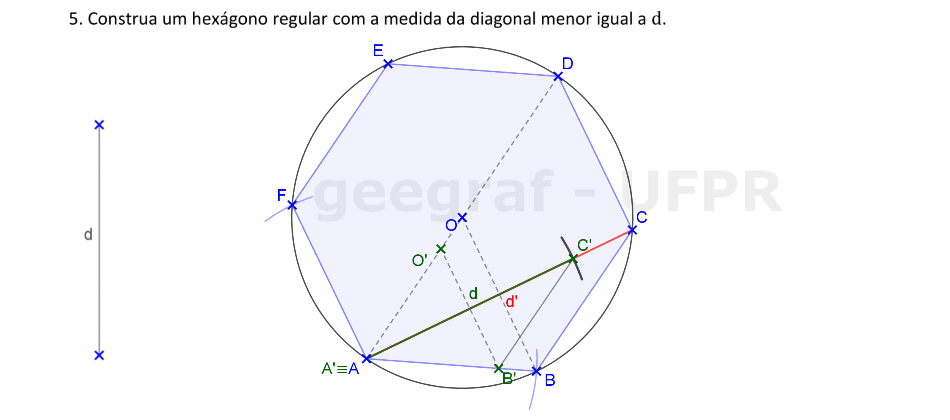 5. Construa um hexágono regular com a medida da diagonal menor igual a d.
E
D
geegraf - UFPR
F
C
O
C'
d
O'
d
d'
A'≡A
B'
B